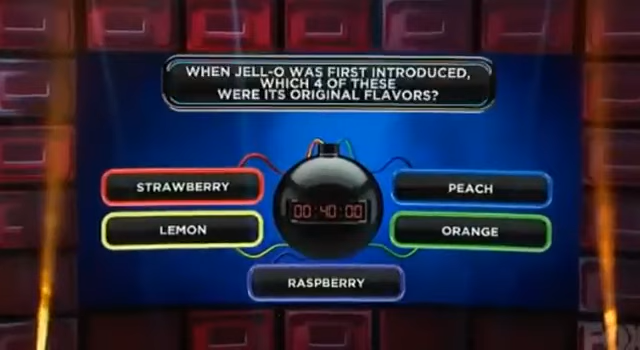 WHEN JELL-O WAS FIRST INTRODUCED,
WHICH 4 OF THESE
WERE ITS ORIGINAL FLAVORS?
STRAWBERRY
PEACH
00:40:00
LEMON
ORANGE
RASPBERRY
FOX